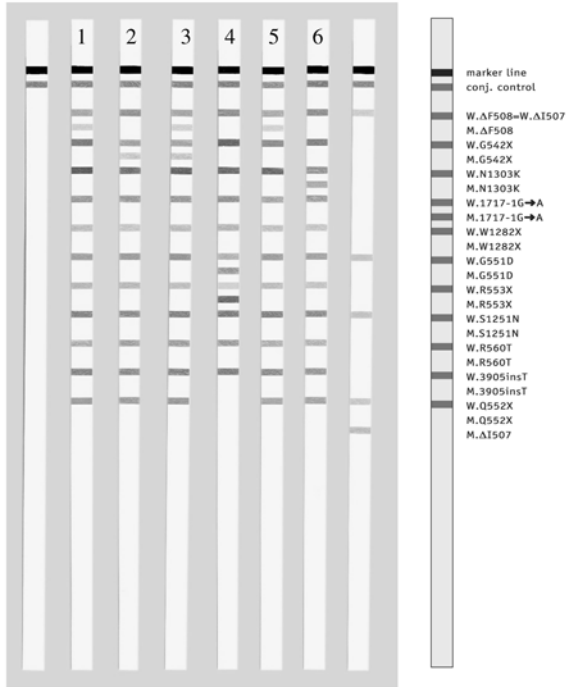 1 2 3 4 5 6
marker line
conj. control
W.ΔF508=W.ΔI507
M.ΔF508
W.G542X
M.G542X
W.N1303K
M.N1303K
W.1717-1G→A
M.1717-1G→A
W.W1282X
M.W1282X
W.G551D
M.G551D
W.R553X
M.R553X
W.S1251N
M.S1251N
W.R560T
M.R560T
W.3905insT
M.3905insT
W.Q552X
M.Q552X
M.ΔI507